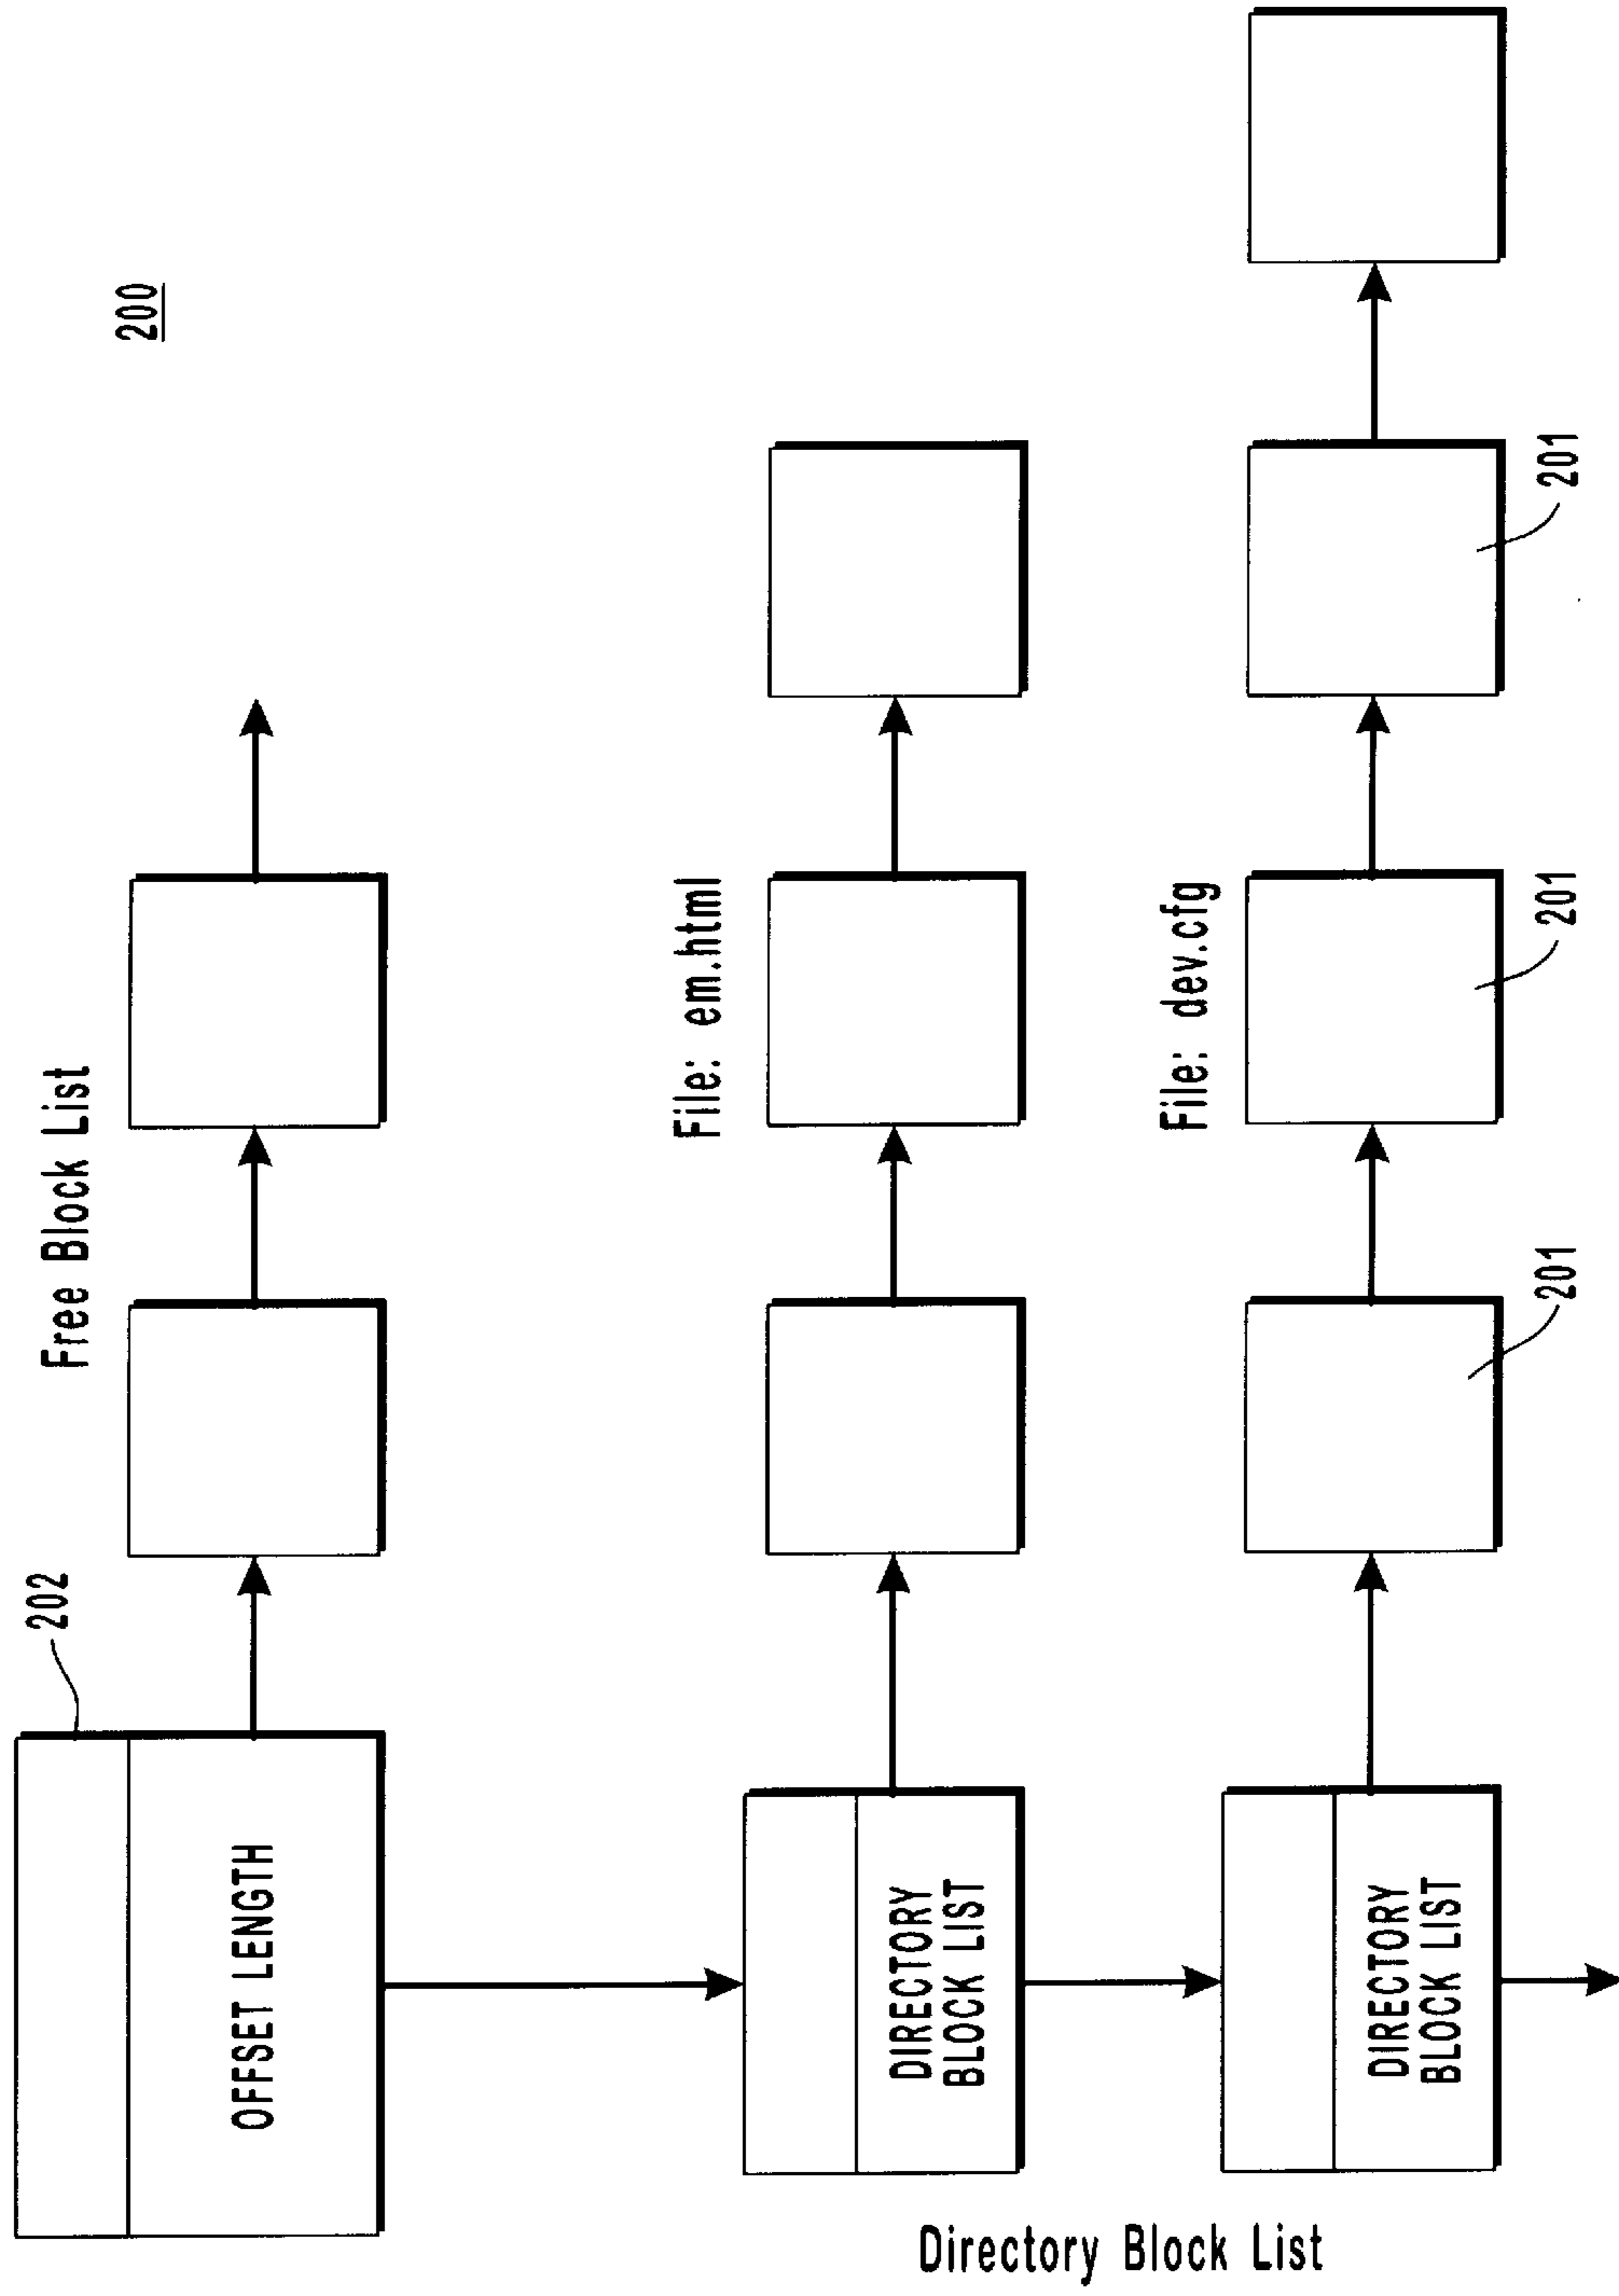 200
Free Block List
202
OFFSET LENGTH
File: em.html
DIRECTORY
BLOCK LIST
File: dev.cfg
DIRECTORY
BLOCK LIST
201
201
201
Directory Block List